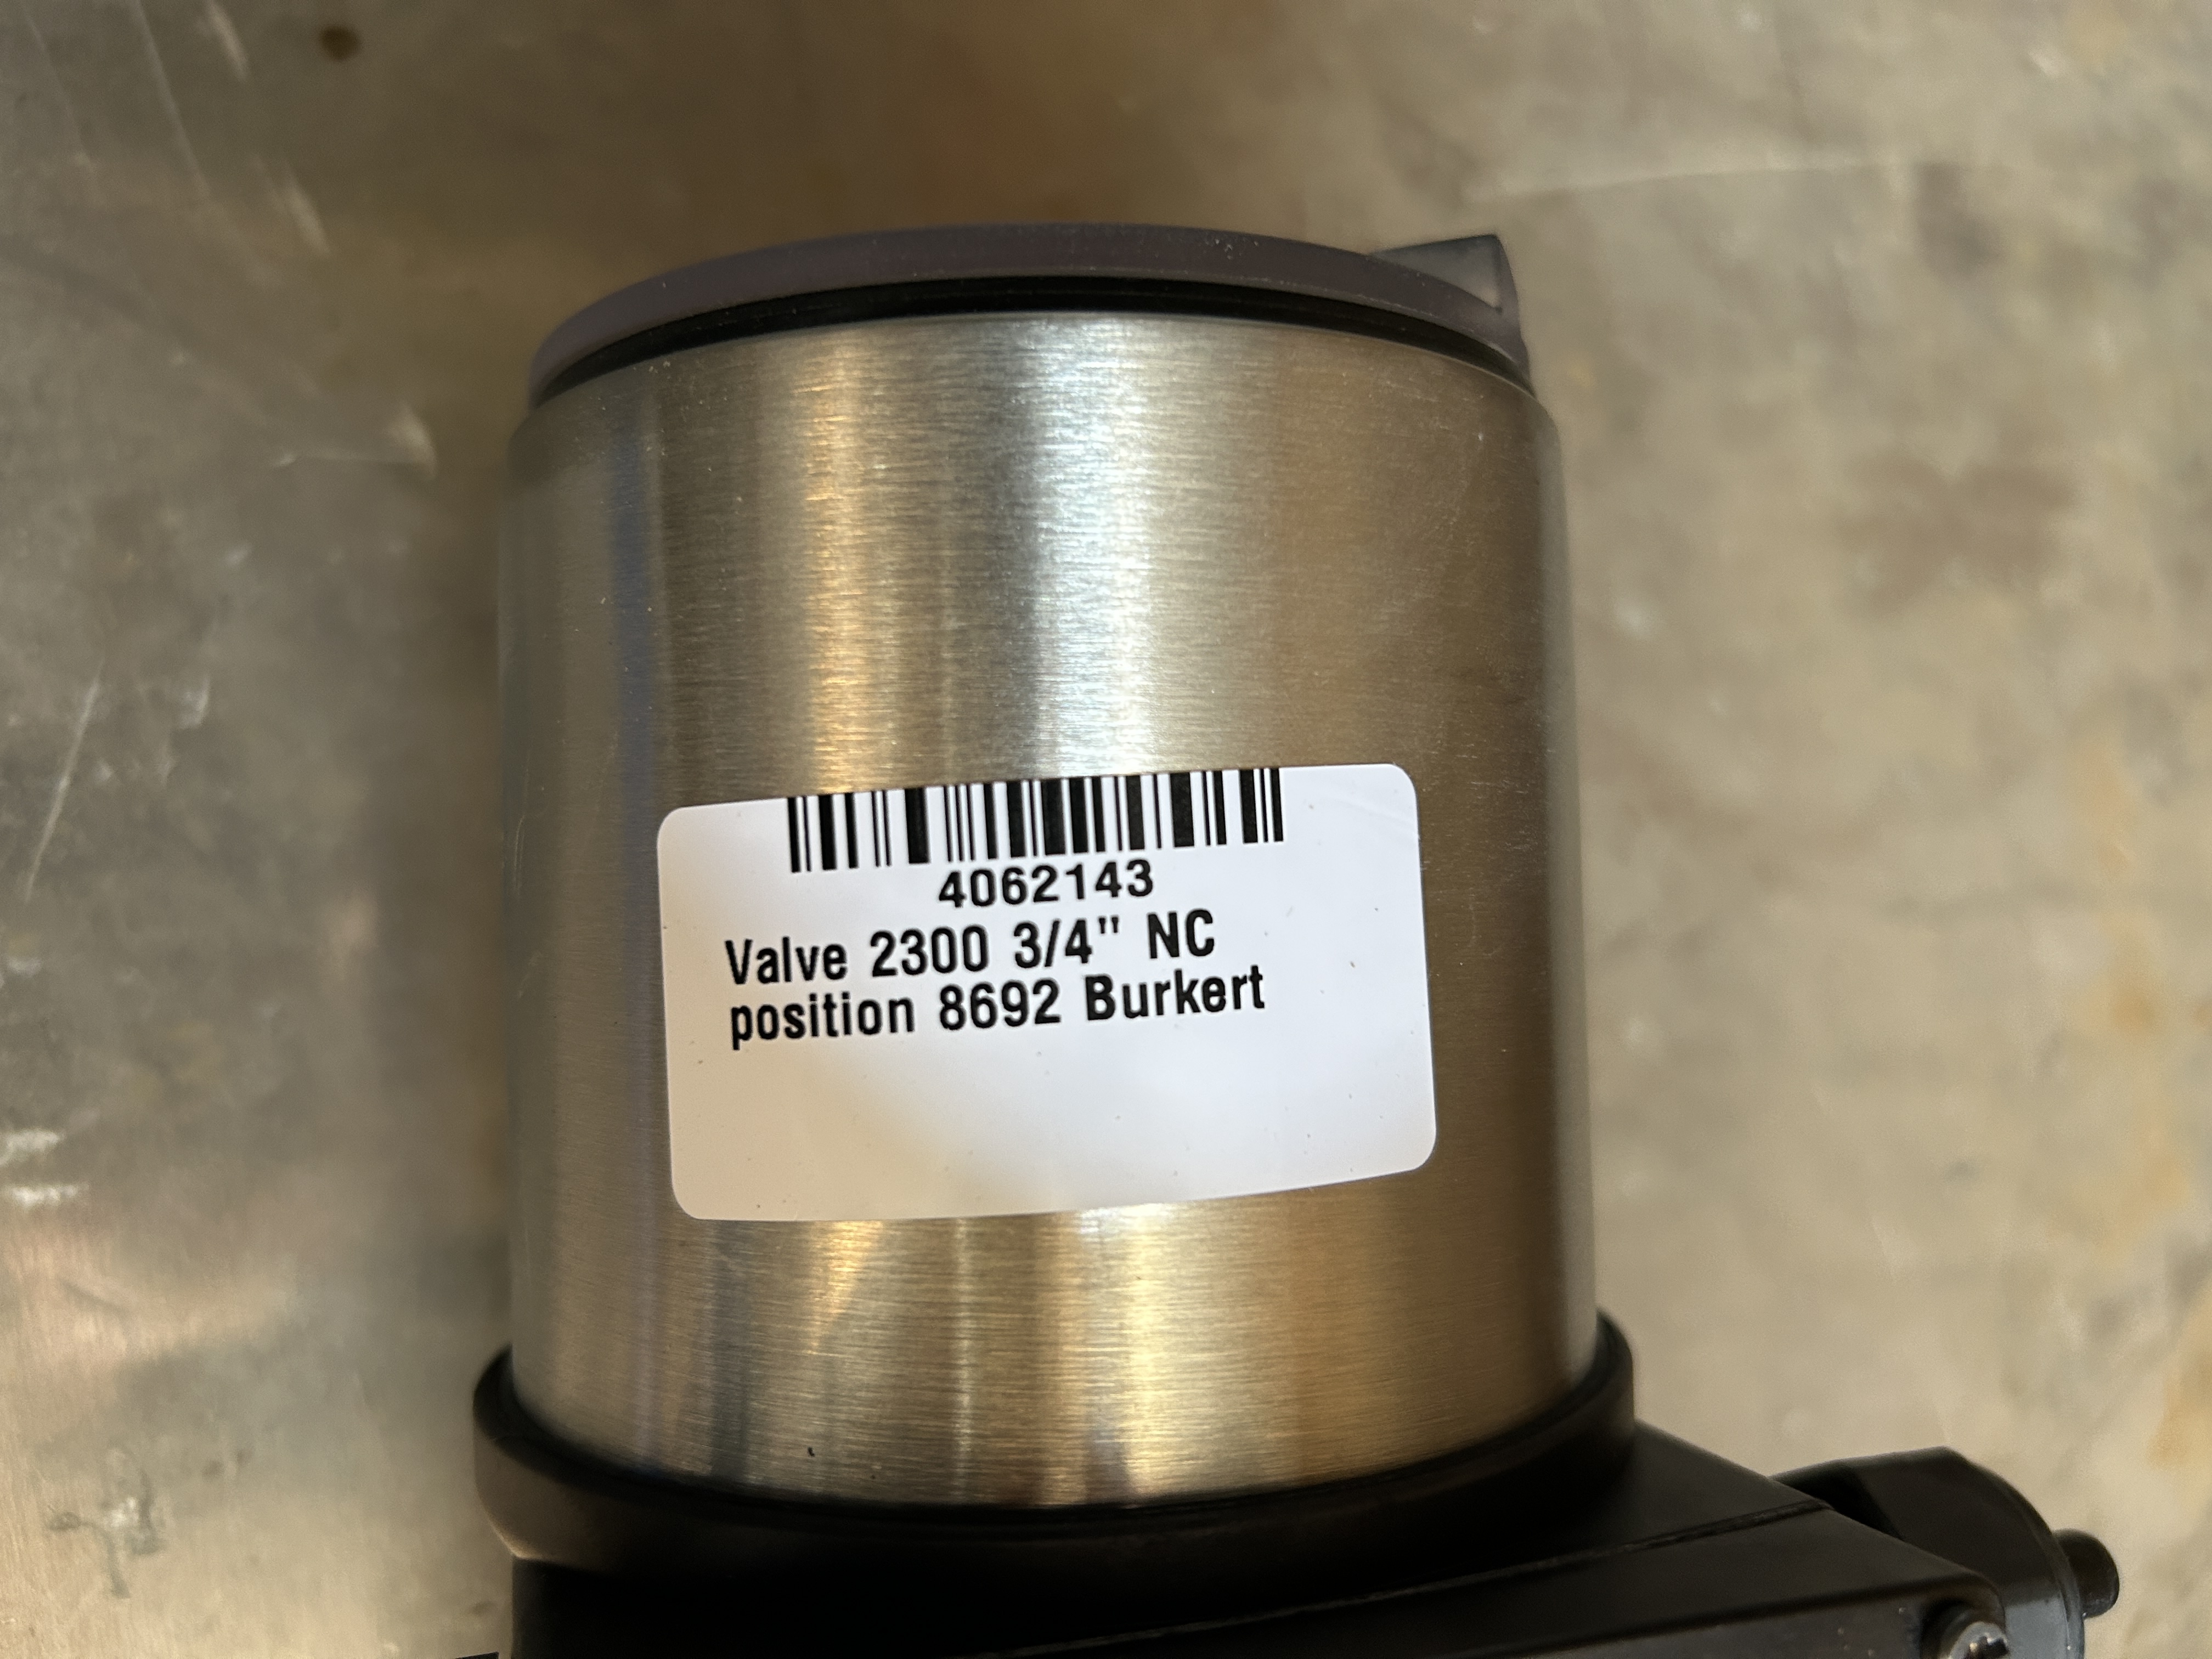 4062143
Valve 2300 3/4" NC
position 8692 Burkert